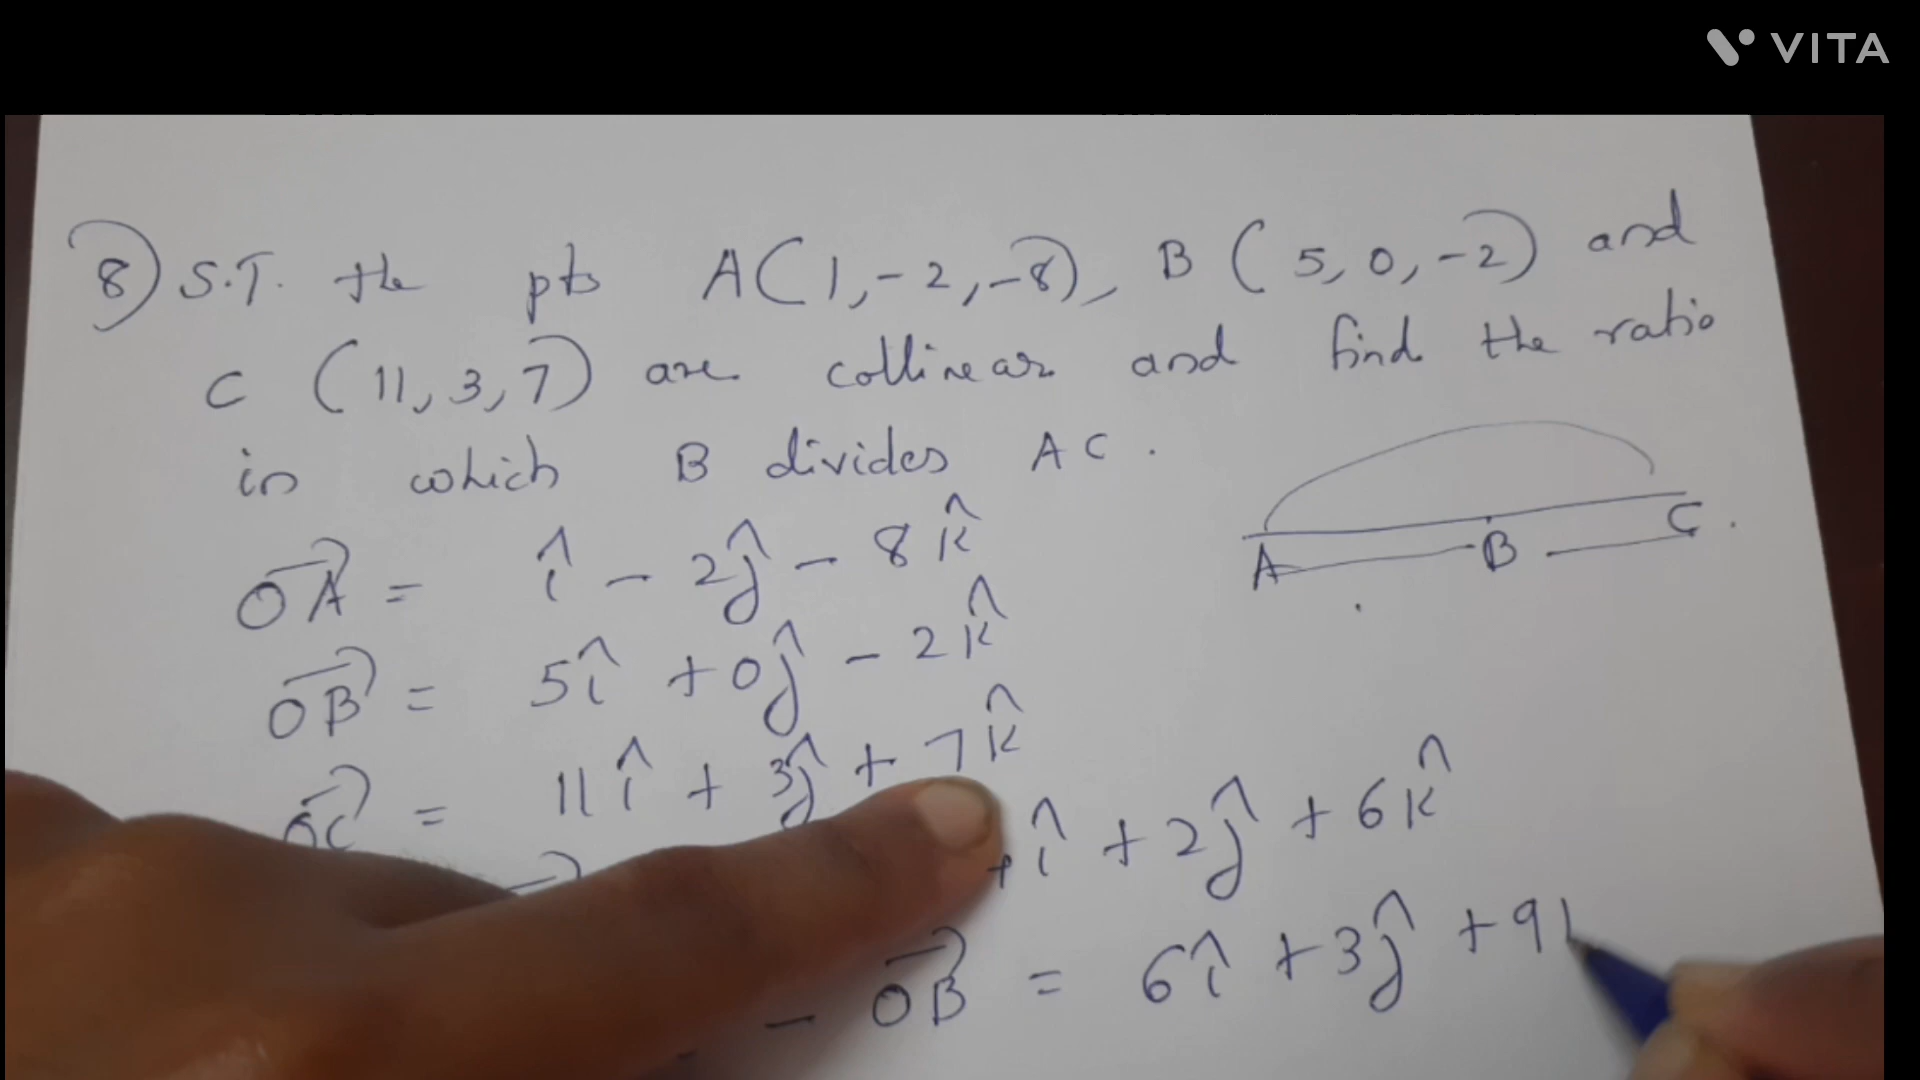 VITA
8) S.T. the pts A(1,-2,-8), B (5,0,-2) and
C (11,3,7) are collinear and find the ratio
in which B divides AC.
A B C.
OA = î - 2ĵ - 8k̂
OB = 5î + 0ĵ - 2k̂
OC = 11î + 3ĵ + 7k̂
î + 2ĵ + 6k̂
- OB = 6î + 3ĵ + 9